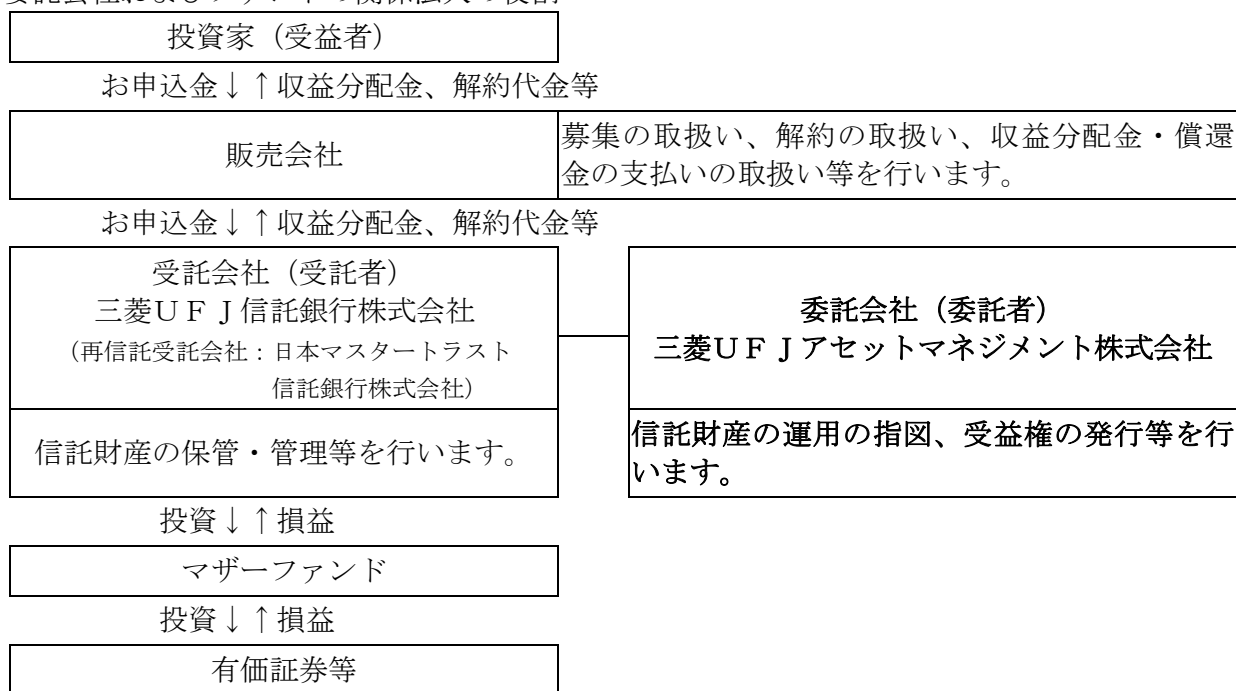 投資家（受益者）
お申込金↓↑収益分配金、解約代金等
販売会社
募集の取扱い、解約の取扱い、収益分配金・償還
金の支払いの取扱い等を行います。
お申込金↓↑収益分配金、解約代金等
受託会社（受託者）
三菱ＵＦＪ信託銀行株式会社
（再信託受託会社：日本マスタートラスト
信託銀行株式会社）
委託会社（委託者）
三菱ＵＦＪアセットマネジメント株式会社
信託財産の保管・管理等を行います。
信託財産の運用の指図、受益権の発行等を行
います。
投資↓↑損益
マザーファンド
投資↓↑損益
有価証券等